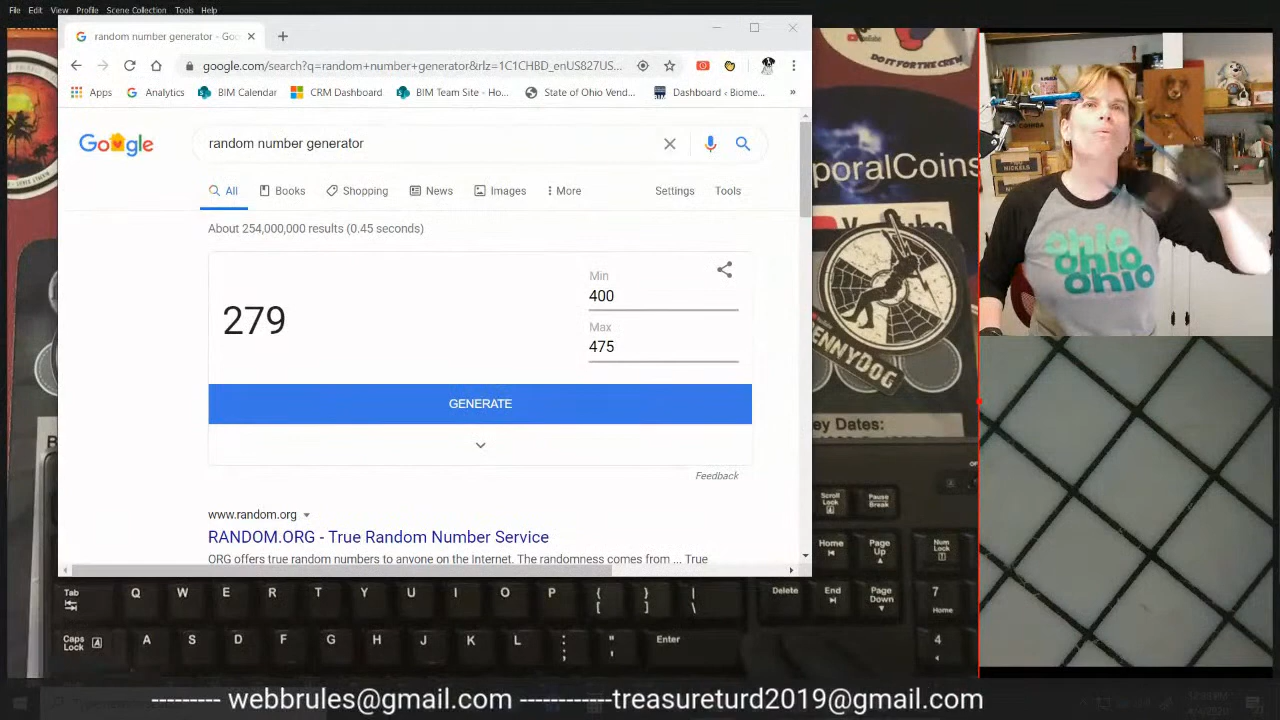 File Edit View Profile Scene Collection Tools Help
random number generator - Goo
google.com/search?q=random+number+generator&rlz=1C1CHBD_enUS827US...
Apps Analytics BIM Calendar CRM Dashboard BIM Team Site - Ho... State of Ohio Vend... Dashboard ‹ Biome... »
Google
random number generator
All Books Shopping News Images More Settings Tools
About 254,000,000 results (0.45 seconds)
279
Min
400
Max
475
GENERATE
Feedback
www.random.org
RANDOM.ORG - True Random Number Service
ORG offers true random numbers to anyone on the Internet. The randomness comes from ... True
DO IT FOR THE CREW
poralCoins
YouTube
PENNYDOG
ey Dates:
NICKELS
ohio
ohio
ohio
Scroll Lock Pause Break
Home Page Up Num Lock
Tab Q W E R T Y U I O P { [ } ] | \ Delete End Page Down 7 Home
Caps Lock A S D F G H J K L : ; " ' Enter 4
--------- webbrules@gmail.com ------------treasureturd2019@gmail.com